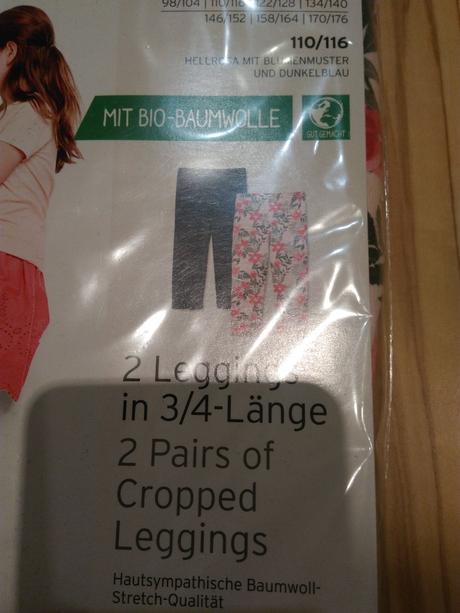 98/104 | 110/116 | 122/128 | 134/140
146/152 | 158/164 | 170/176
110/116
HELLROSA MIT BLUMENMUSTER
UND DUNKELBLAU
MIT BIO-BAUMWOLLE
GUT GEMACHT
2 Leggings
in 3/4-Länge
2 Pairs of
Cropped
Leggings
Hautsympathische Baumwoll-
Stretch-Qualität